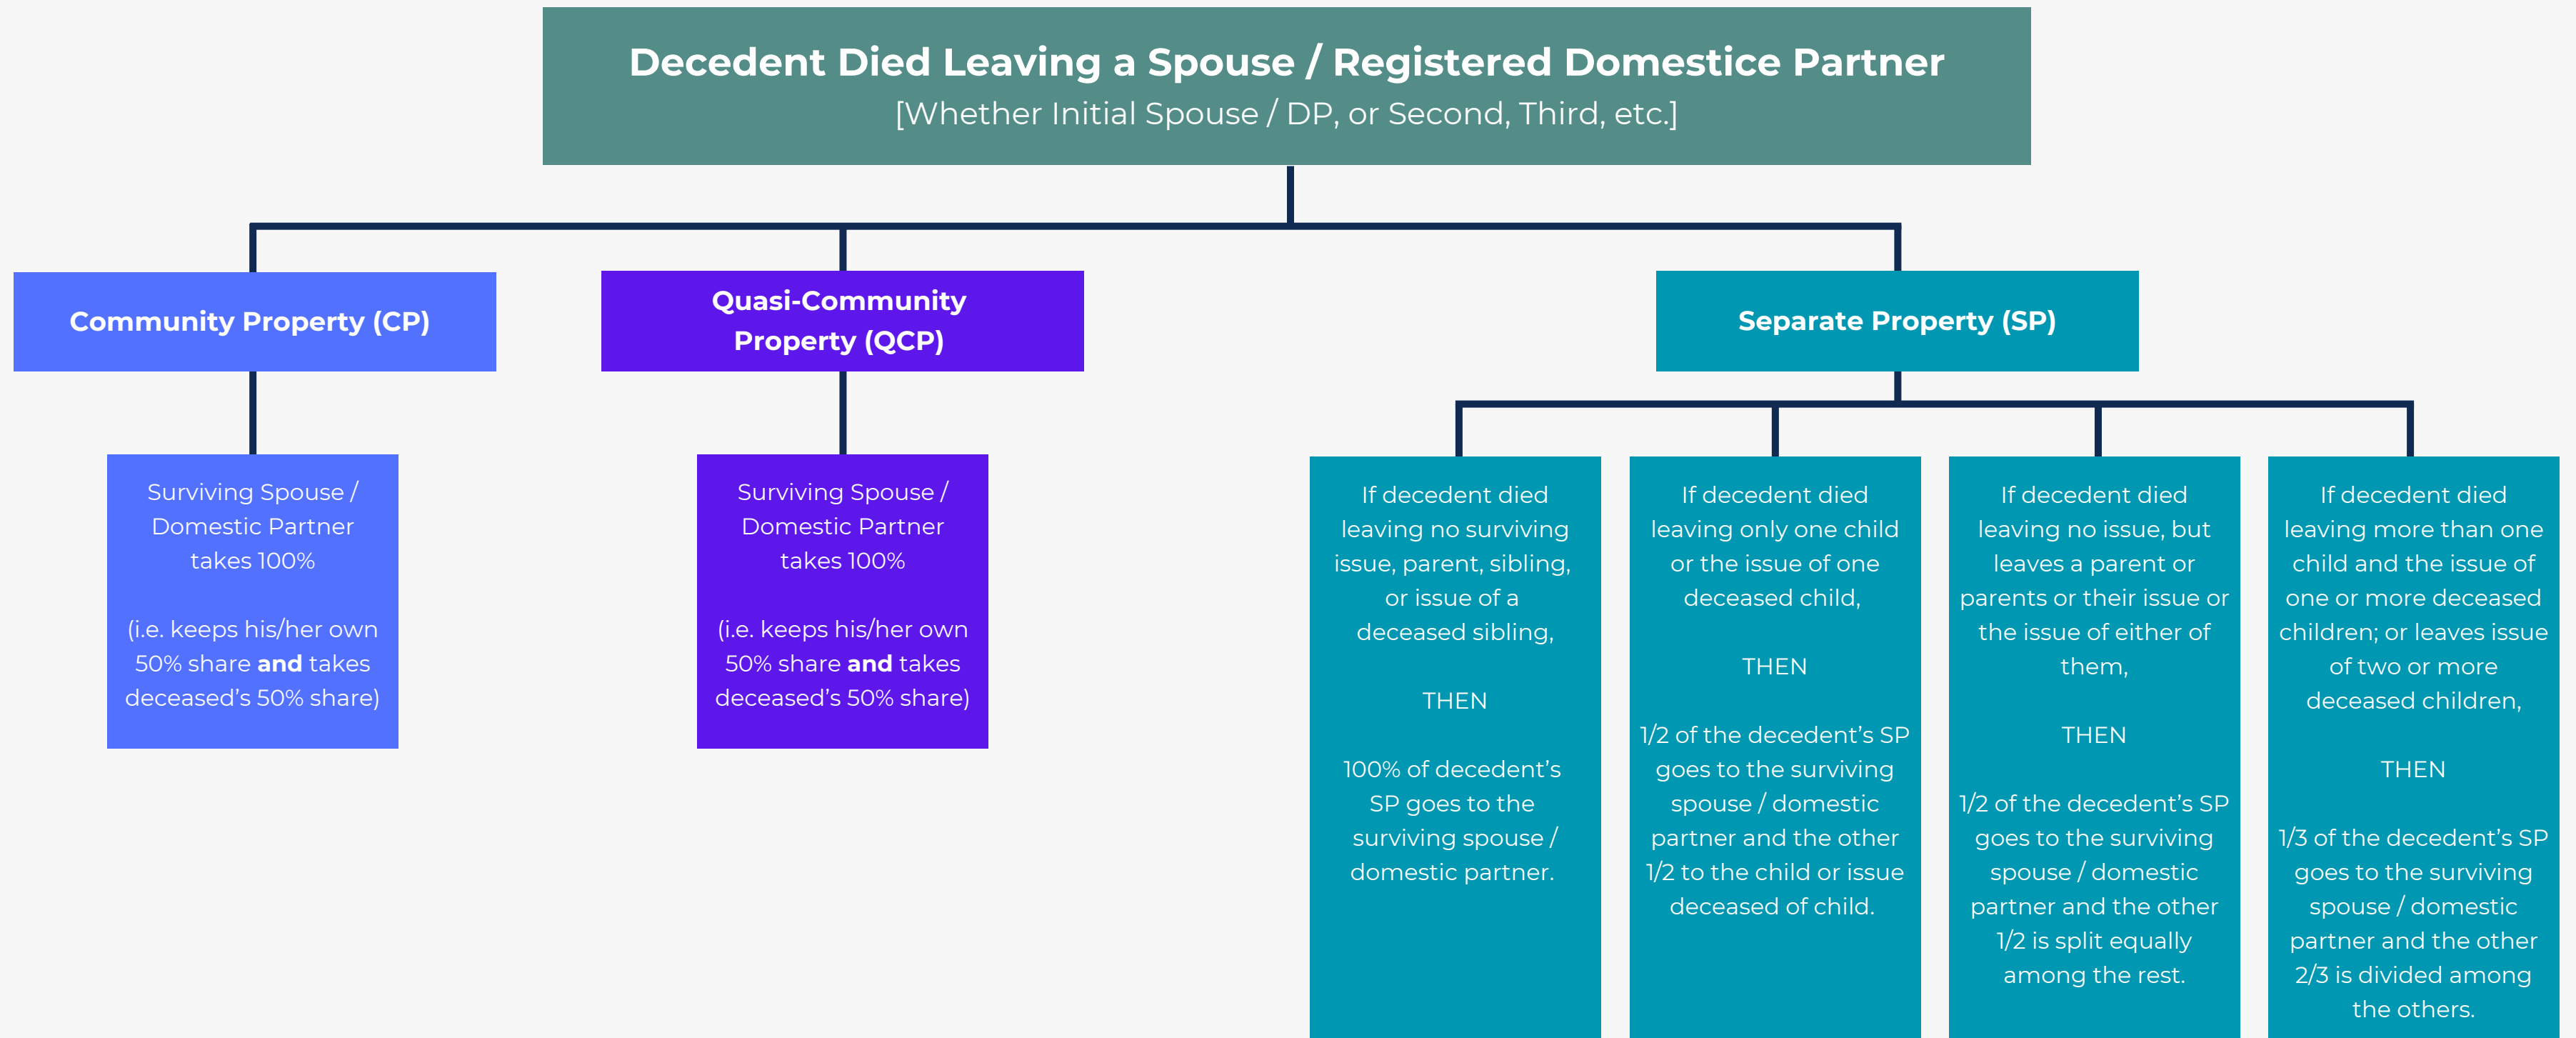 Decedent Died Leaving a Spouse / Registered Domestice Partner
[Whether Initial Spouse / DP, or Second, Third, etc.]
Community Property (CP)
Surviving Spouse /
Domestic Partner
takes 100%
(i.e. keeps his/her own
50% share and takes
deceased's 50% share)
Quasi-Community
Property (QCP)
Surviving Spouse /
Domestic Partner
takes 100%
(i.e. keeps his/her own
50% share and takes
deceased's 50% share)
Separate Property (SP)
If decedent died
leaving no surviving
issue, parent, sibling,
or issue of a
deceased sibling,
THEN
100% of decedent's
SP goes to the
surviving spouse /
domestic partner.
If decedent died
leaving only one child
or the issue of one
deceased child,
THEN
1/2 of the decedent's SP
goes to the surviving
spouse / domestic
partner and the other
1/2 to the child or issue
deceased of child.
If decedent died
leaving no issue, but
leaves a parent or
parents or their issue or
the issue of either of
them,
THEN
1/2 of the decedent's SP
goes to the surviving
spouse / domestic
partner and the other
1/2 is split equally
among the rest.
If decedent died
leaving more than one
child and the issue of
one or more deceased
children; or leaves issue
of two or more
deceased children,
THEN
1/3 of the decedent's SP
goes to the surviving
spouse / domestic
partner and the other
2/3 is divided among
the others.